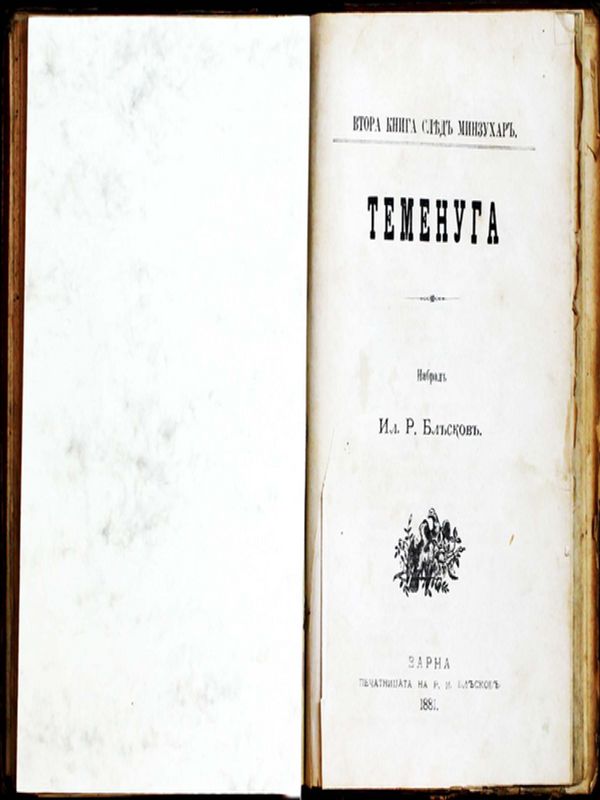 ВТОРА КНИГА СЛѢДЪ МИНЗУХАРЪ.
ТЕМЕНУГА
Набралъ
Ил. Р. Блъсковъ.
ВАРНА
ПЕЧАТНИЦАТА НА Р. И. БЛЪСКОВЪ
1881.